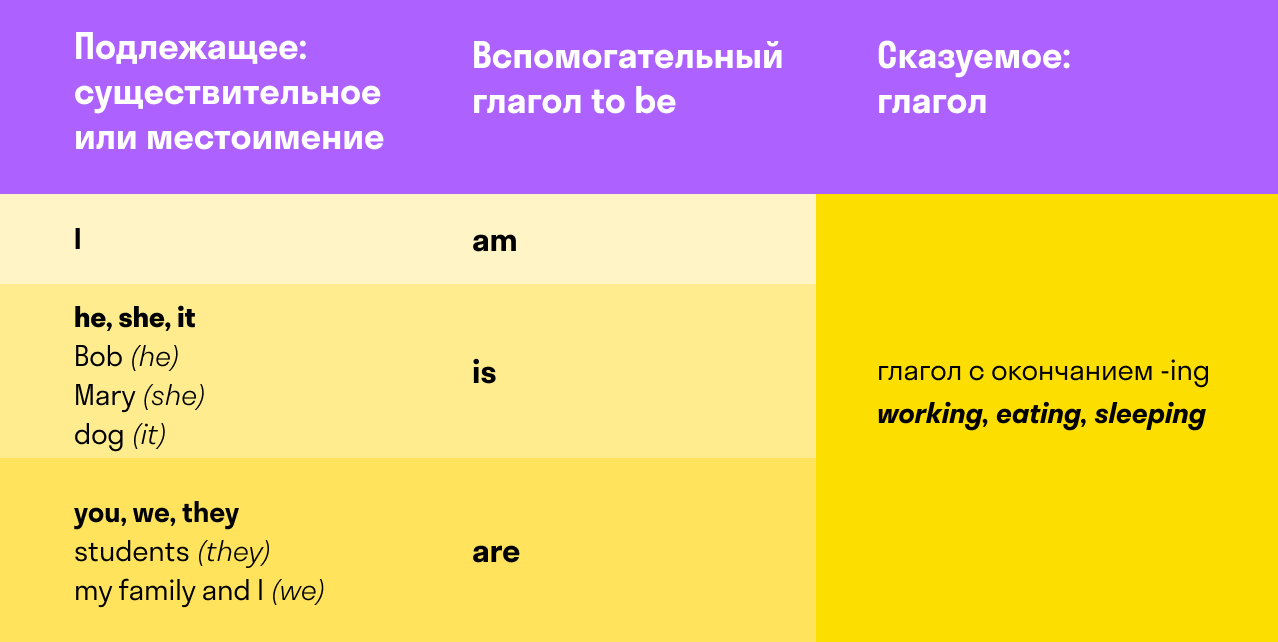 Подлежащее:
существительное
или местоимение
Вспомогательный
глагол to be
Сказуемое:
глагол
I
am
he, she, it
Bob (he)
Mary (she)
dog (it)
is
you, we, they
students (they)
my family and I (we)
are
глагол с окончанием -ing
working, eating, sleeping